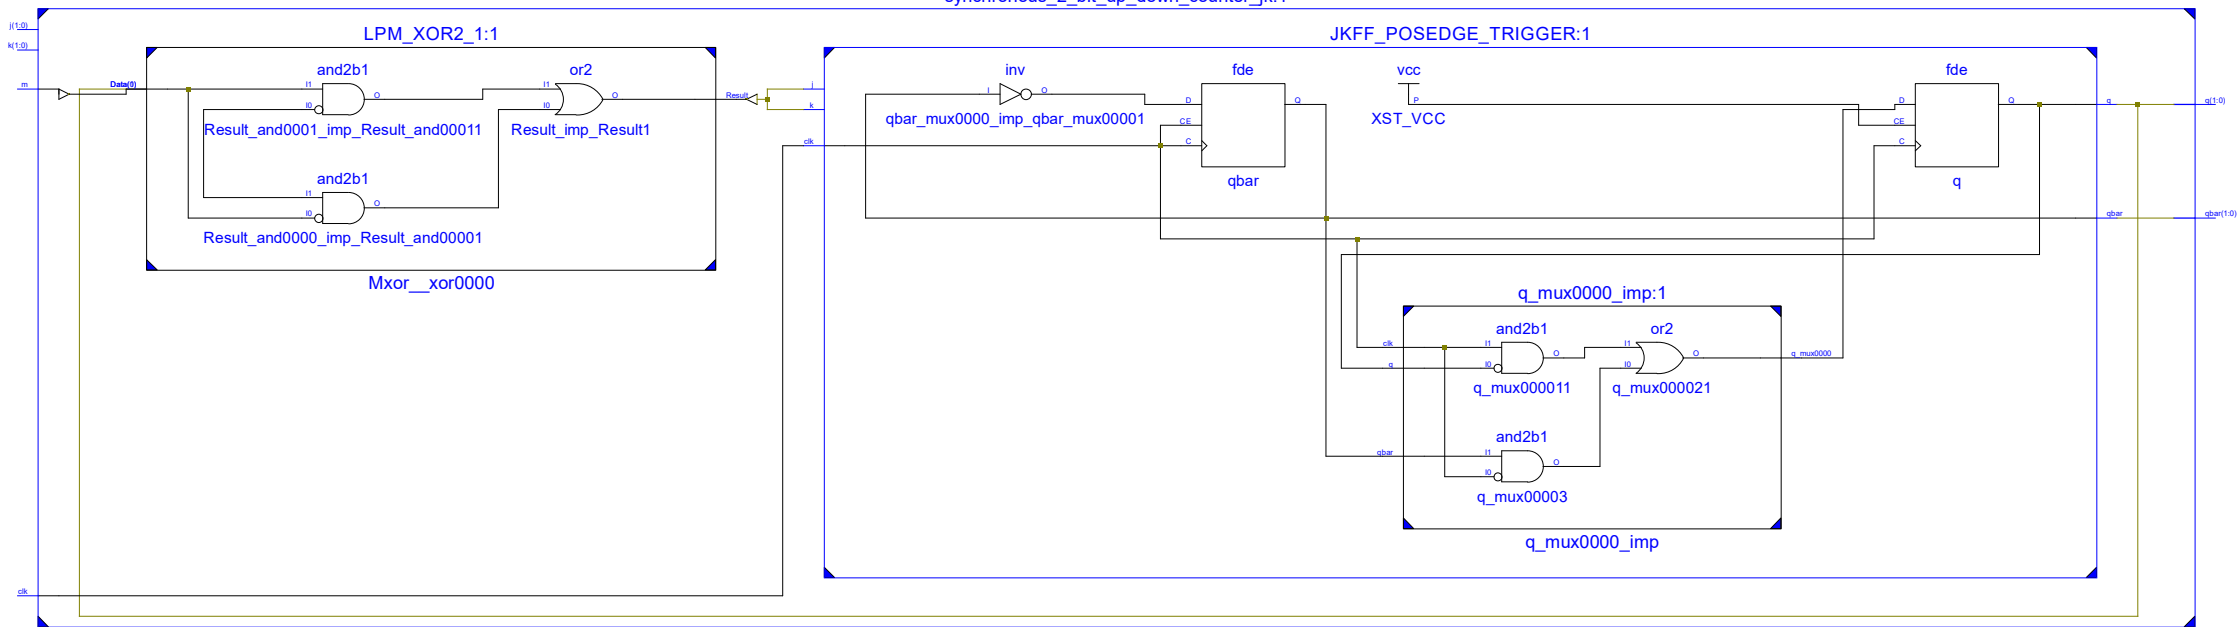 synchronous_2_bit_up_down_counter_jk:1
j(1:0)
k(1:0)
m
clk
LPM_XOR2_1:1
Data(0)
and2b1
I1
I0
O
Result_and0001_imp_Result_and00011
or2
I1
I0
O
Result_imp_Result1
Result
and2b1
I1
I0
O
Result_and0000_imp_Result_and00001
Mxor__xor0000
JKFF_POSEDGE_TRIGGER:1
j
k
clk
inv
I
O
qbar_mux0000_imp_qbar_mux00001
fde
D
CE
C
Q
qbar
vcc
P
XST_VCC
fde
D
CE
C
Q
q
q
q(1:0)
qbar
qbar(1:0)
q_mux0000_imp:1
clk
q
and2b1
I1
I0
O
q_mux000011
or2
I1
I0
O
q_mux000021
q_mux0000
qbar
and2b1
I1
I0
O
q_mux00003
q_mux0000_imp